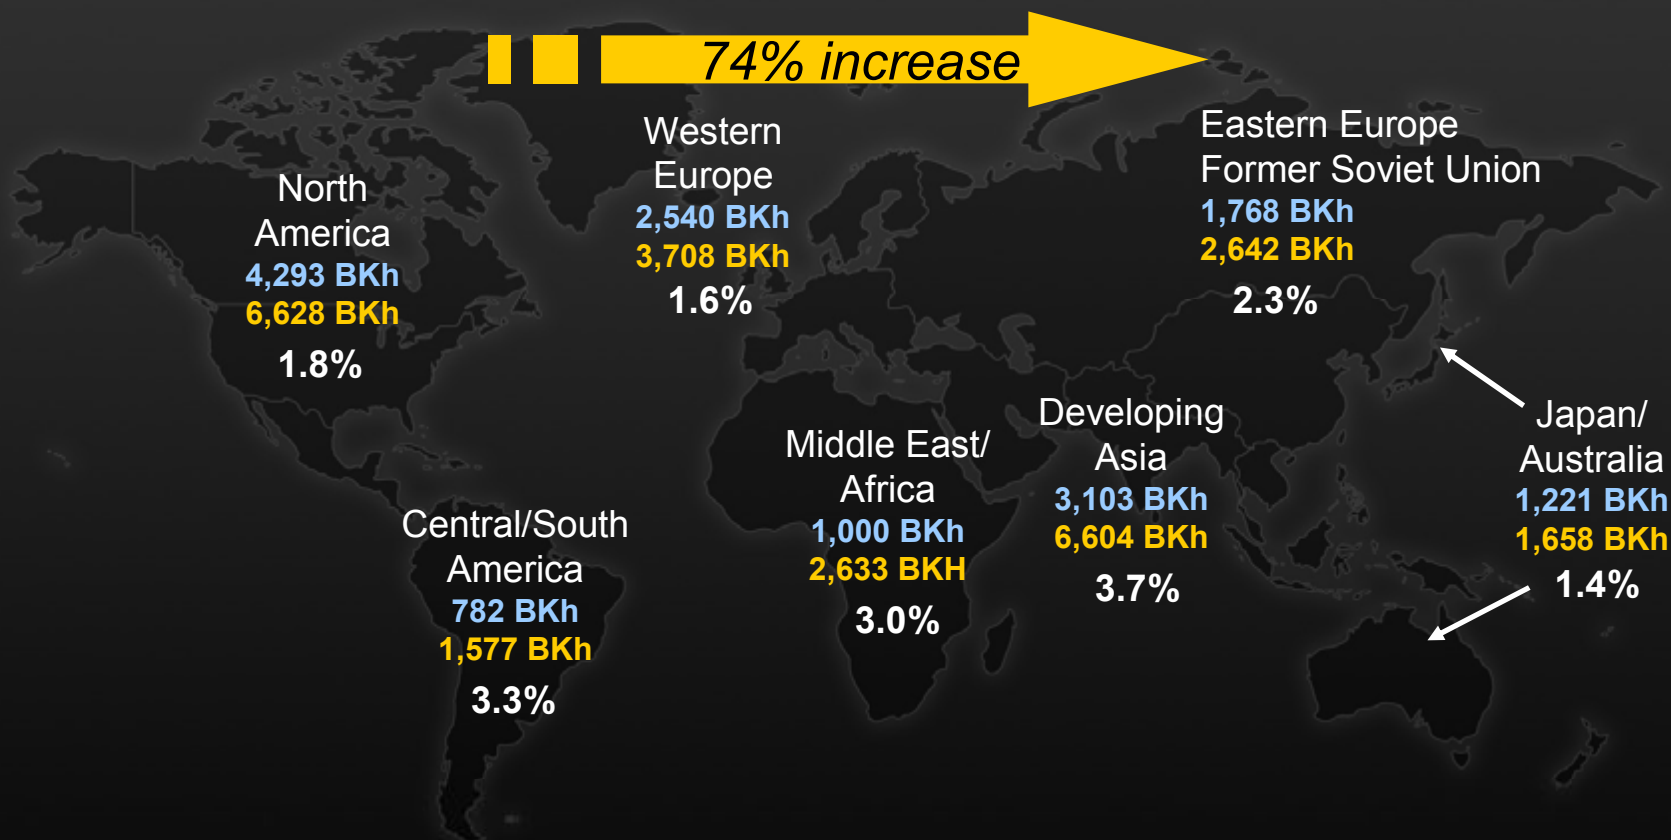 74% increase
North
America
4,293 BKh
6,628 BKh
1.8%
Western
Europe
2,540 BKh
3,708 BKh
1.6%
Eastern Europe
Former Soviet Union
1,768 BKh
2,642 BKh
2.3%
Central/South
America
782 BKh
1,577 BKh
3.3%
Middle East/
Africa
1,000 BKh
2,633 BKH
3.0%
Developing
Asia
3,103 BKh
6,604 BKh
3.7%
Japan/
Australia
1,221 BKh
1,658 BKh
1.4%